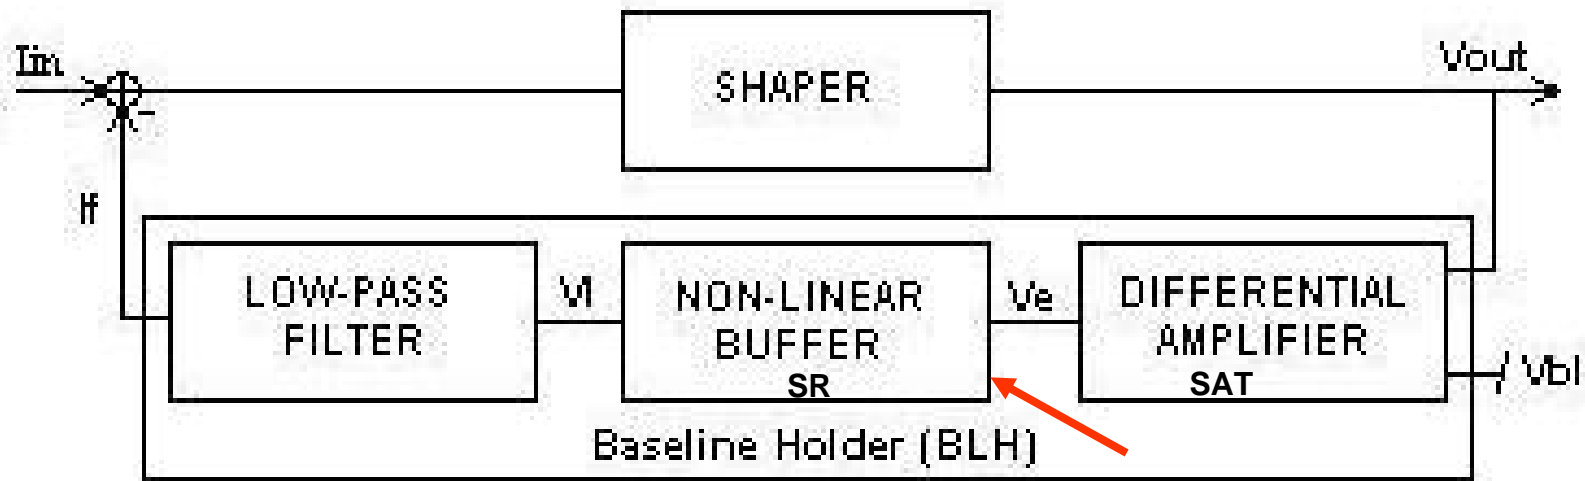 Iin
SHAPER
Vout
If
LOW-PASS
FILTER
Vl
NON-LINEAR
BUFFER
SR
Ve
DIFFERENTIAL
AMPLIFIER
SAT
Vbl
Baseline Holder (BLH)